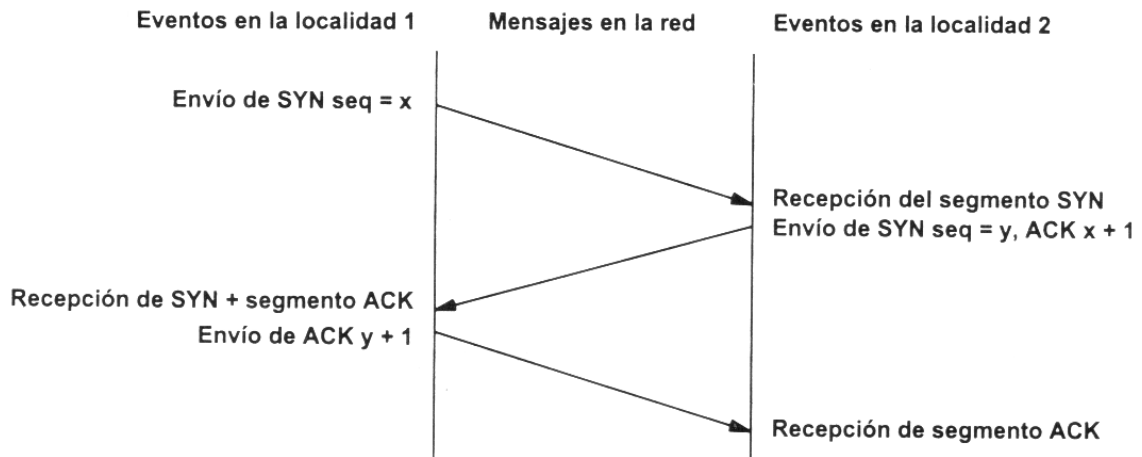 Eventos en la localidad 1
Mensajes en la red
Eventos en la localidad 2
Envío de SYN seq = x
Recepción del segmento SYN
Envío de SYN seq = y, ACK x + 1
Recepción de SYN + segmento ACK
Envío de ACK y + 1
Recepción de segmento ACK